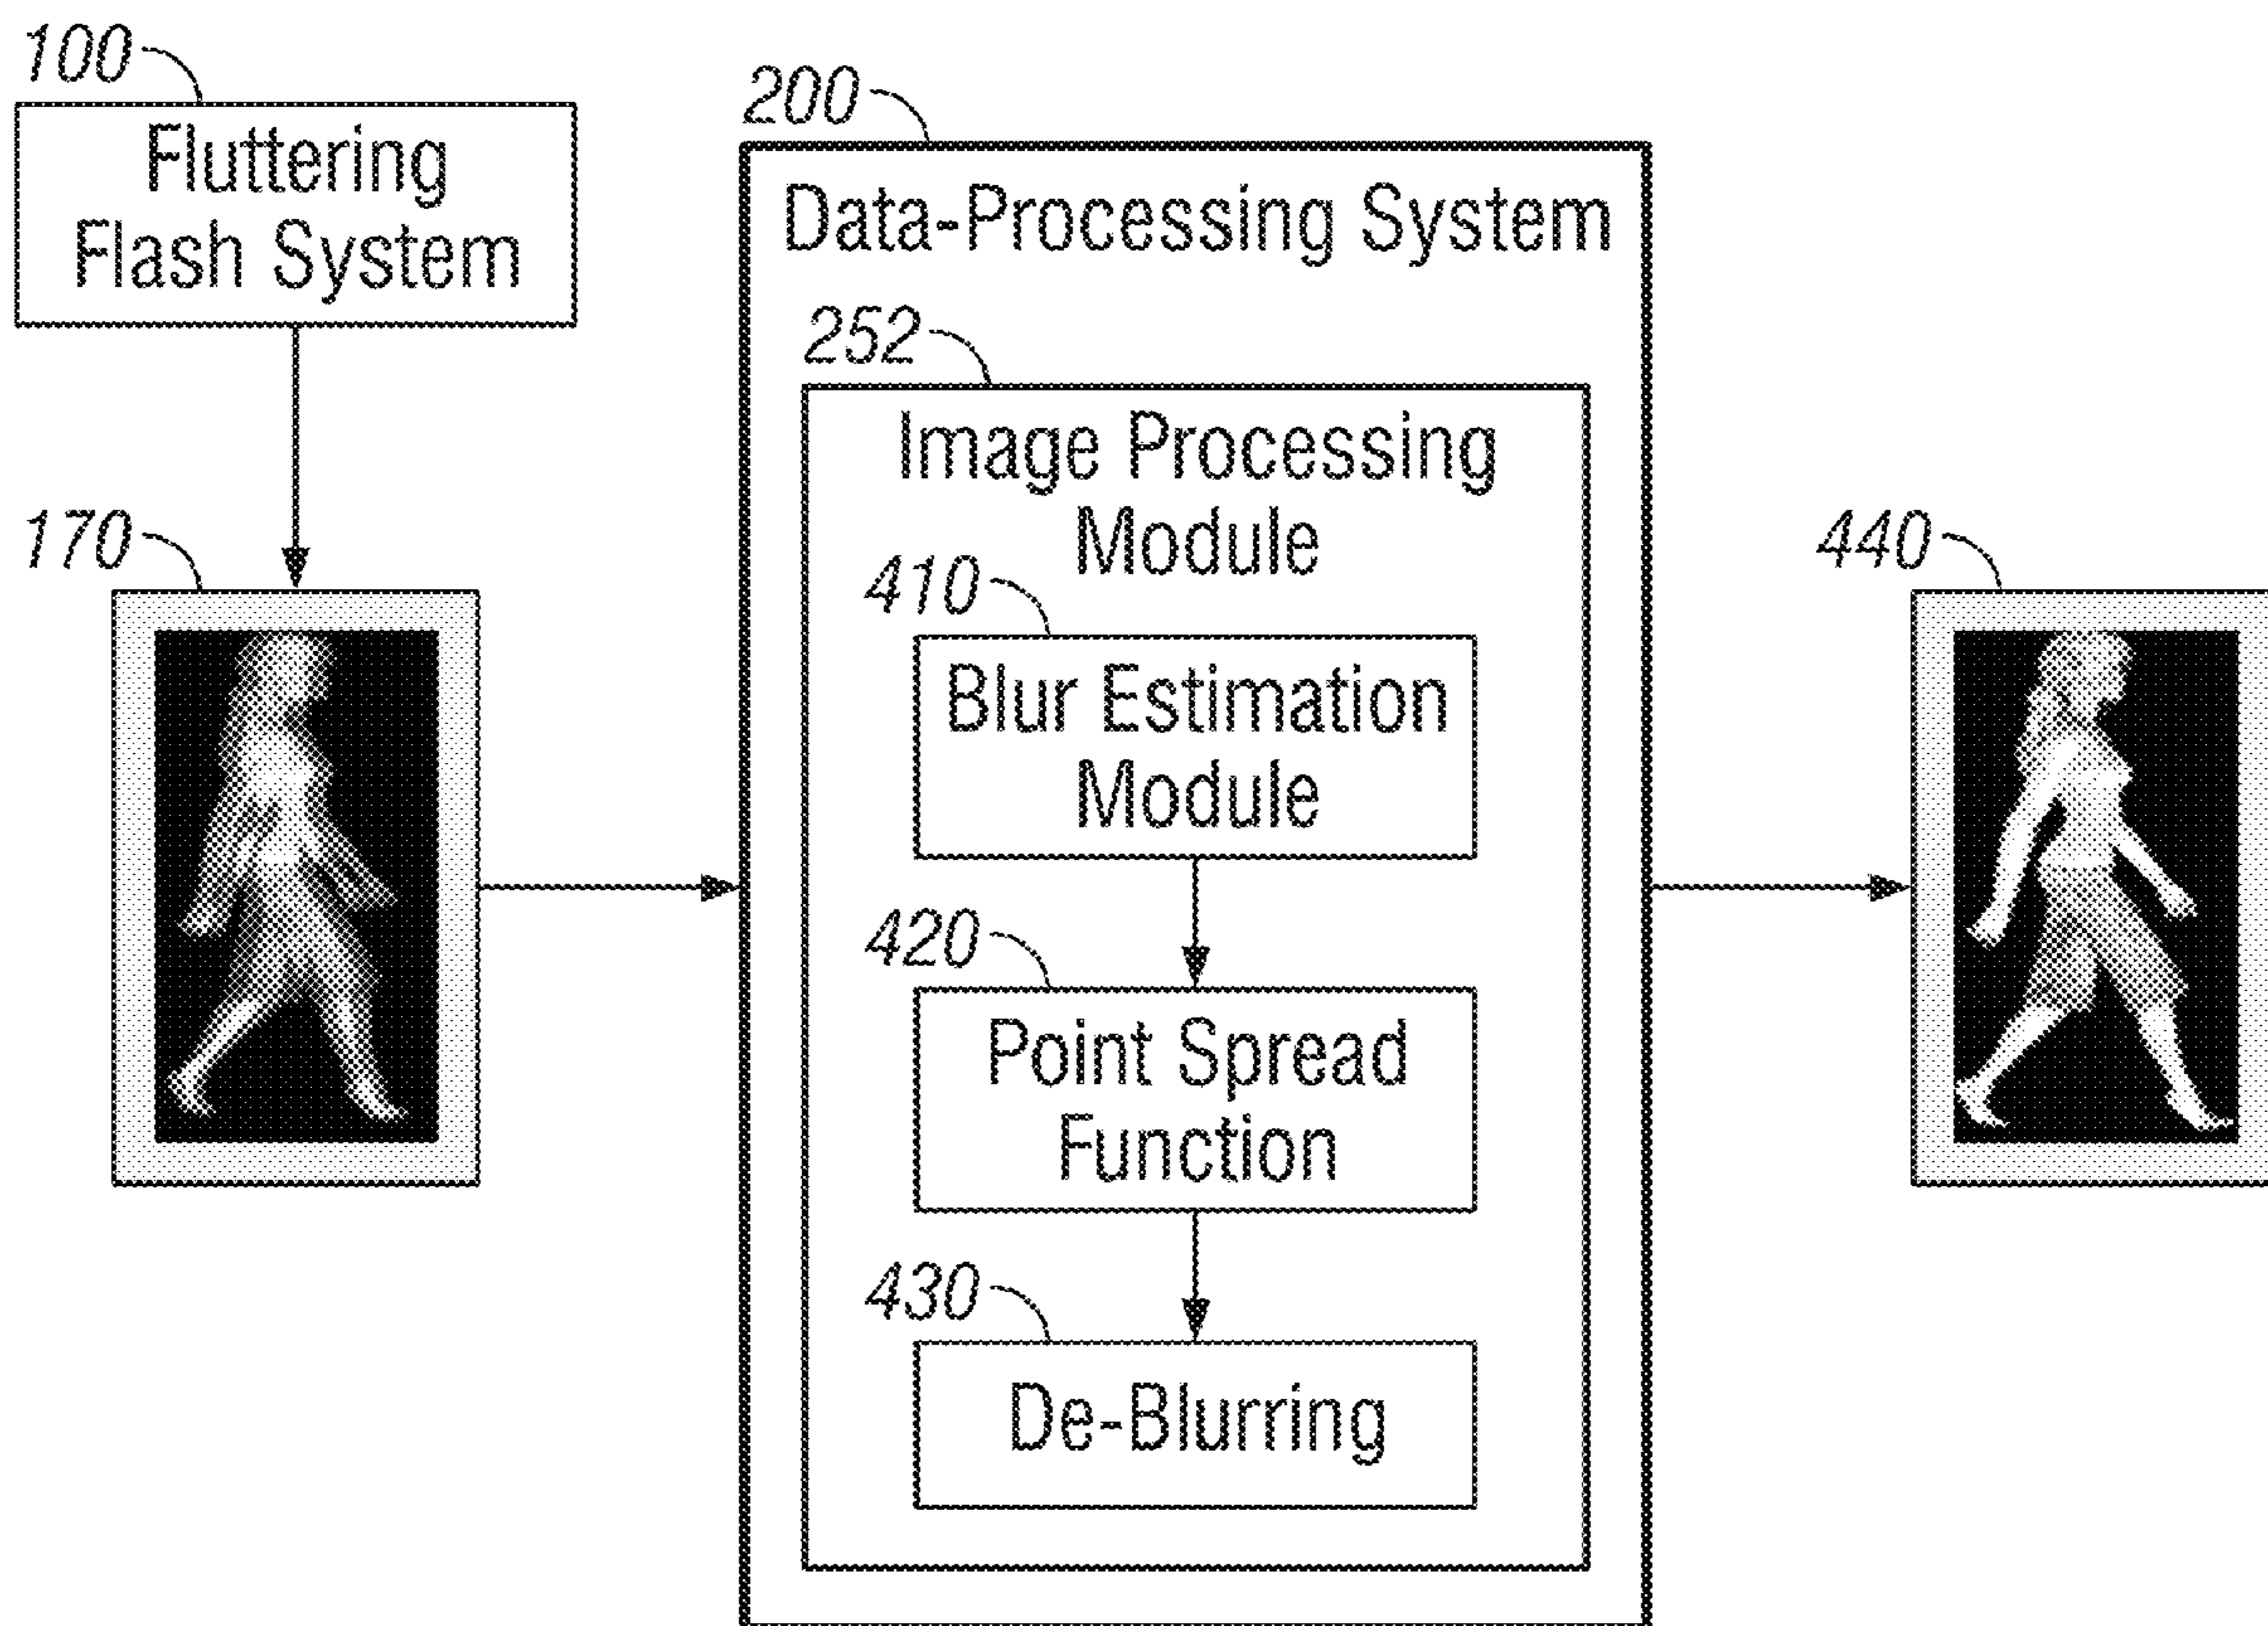 100
Fluttering
Flash System
170
200
Data-Processing System
252
Image Processing
Module
410
Blur Estimation
Module
420
Point Spread
Function
430
De-Blurring
440